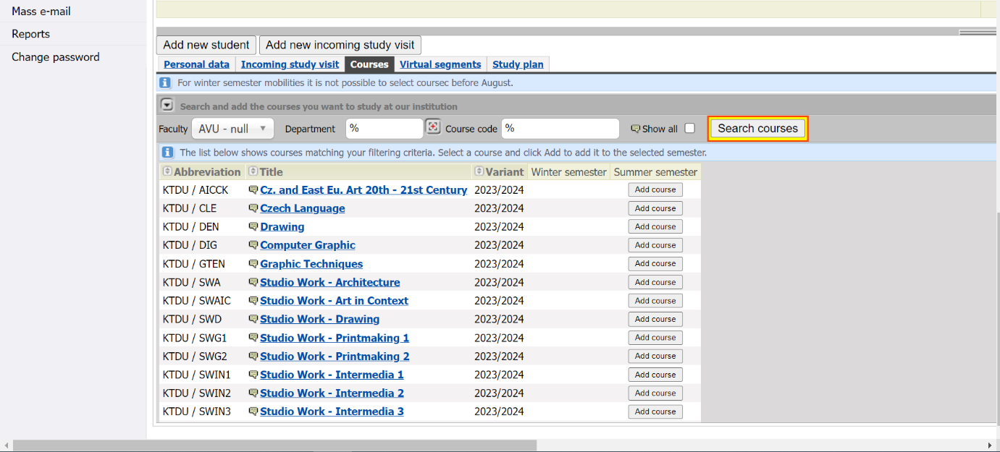 Mass e-mail
Reports
Change password
Add new student Add new incoming study visit
Personal data Incoming study visit Courses Virtual segments Study plan
For winter semester mobilities it is not possible to select coursec before August.
Search and add the courses you want to study at our institution
Faculty AVU - null Department % Course code % Show all Search courses
The list below shows courses matching your filtering criteria. Select a course and click Add to add it to the selected semester.
Abbreviation Title Variant Winter semester Summer semester
KTDU / AICCK Cz. and East Eu. Art 20th - 21st Century 2023/2024 Add course
KTDU / CLE Czech Language 2023/2024 Add course
KTDU / DEN Drawing 2023/2024 Add course
KTDU / DIG Computer Graphic 2023/2024 Add course
KTDU / GTEN Graphic Techniques 2023/2024 Add course
KTDU / SWA Studio Work - Architecture 2023/2024 Add course
KTDU / SWAIC Studio Work - Art in Context 2023/2024 Add course
KTDU / SWD Studio Work - Drawing 2023/2024 Add course
KTDU / SWG1 Studio Work - Printmaking 1 2023/2024 Add course
KTDU / SWG2 Studio Work - Printmaking 2 2023/2024 Add course
KTDU / SWIN1 Studio Work - Intermedia 1 2023/2024 Add course
KTDU / SWIN2 Studio Work - Intermedia 2 2023/2024 Add course
KTDU / SWIN3 Studio Work - Intermedia 3 2023/2024 Add course